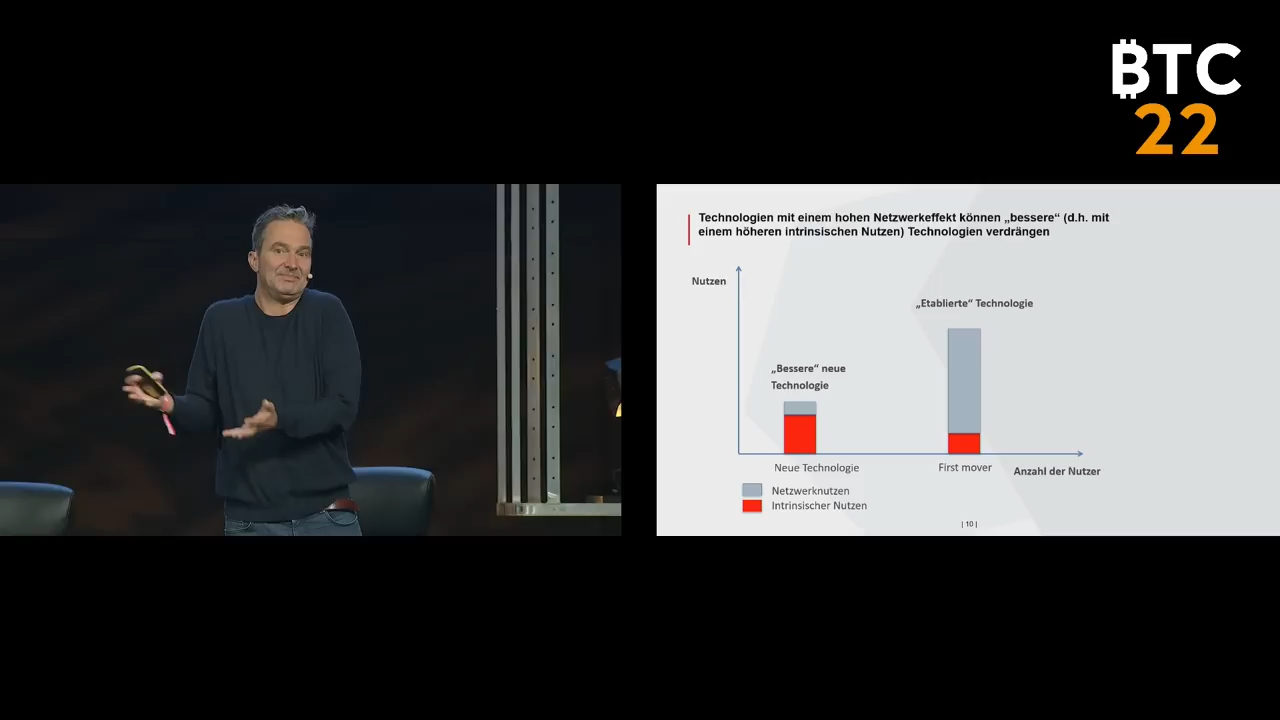 ₿TC
22
Technologien mit einem hohen Netzwerkeffekt können „bessere“ (d.h. mit
einem höheren intrinsischen Nutzen) Technologien verdrängen
Nutzen
„Etablierte“ Technologie
„Bessere“ neue
Technologie
Neue Technologie
First mover
Anzahl der Nutzer
Netzwerknutzen
Intrinsischer Nutzen
| 10 |